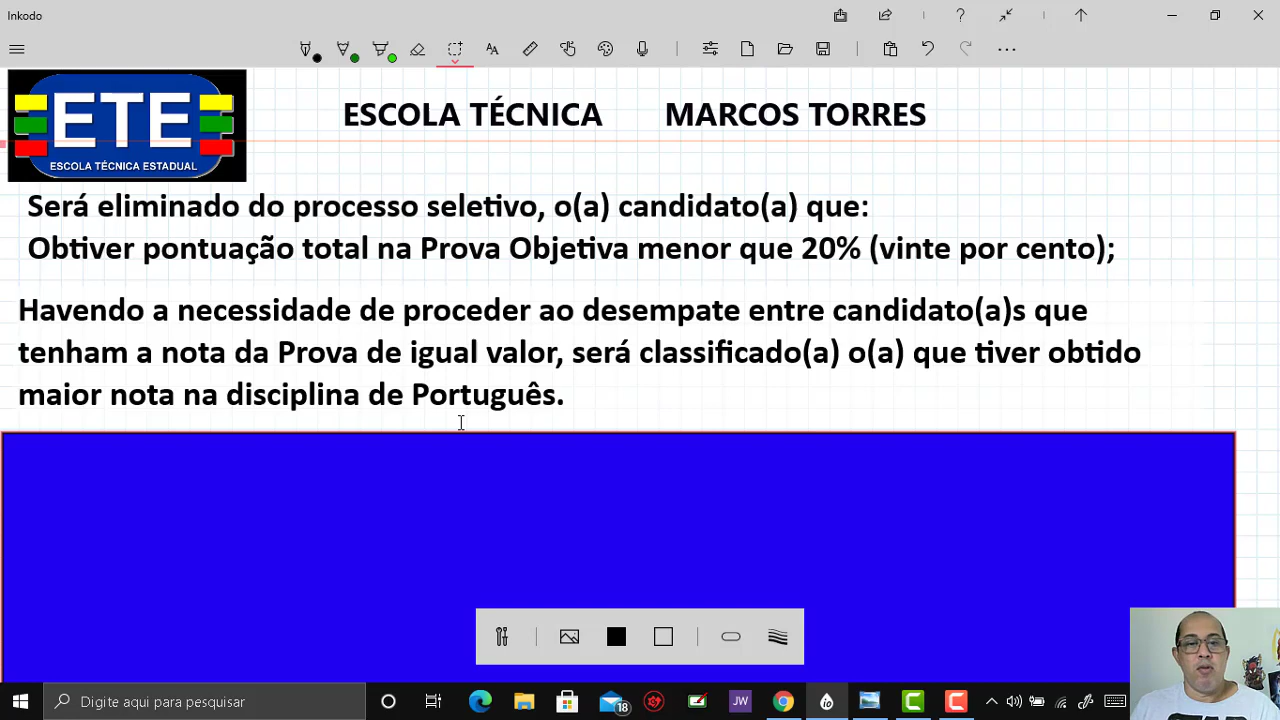 Inkodo
ETE
ESCOLA TÉCNICA ESTADUAL
ESCOLA TÉCNICA MARCOS TORRES
Será eliminado do processo seletivo, o(a) candidato(a) que:
Obtiver pontuação total na Prova Objetiva menor que 20% (vinte por cento);
Havendo a necessidade de proceder ao desempate entre candidato(a)s que
tenham a nota da Prova de igual valor, será classificado(a) o(a) que tiver obtido
maior nota na disciplina de Português.
Digite aqui para pesquisar
18
JW